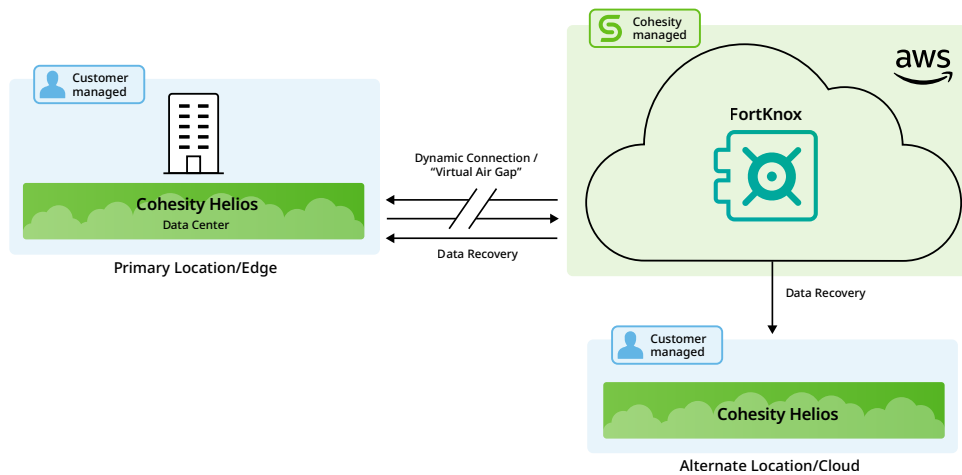 Cohesity
managed
aws
Customer
managed
FortKnox
Dynamic Connection /
“Virtual Air Gap”
Cohesity Helios
Data Center
Data Recovery
Primary Location/Edge
Data Recovery
Customer
managed
Cohesity Helios
Alternate Location/Cloud